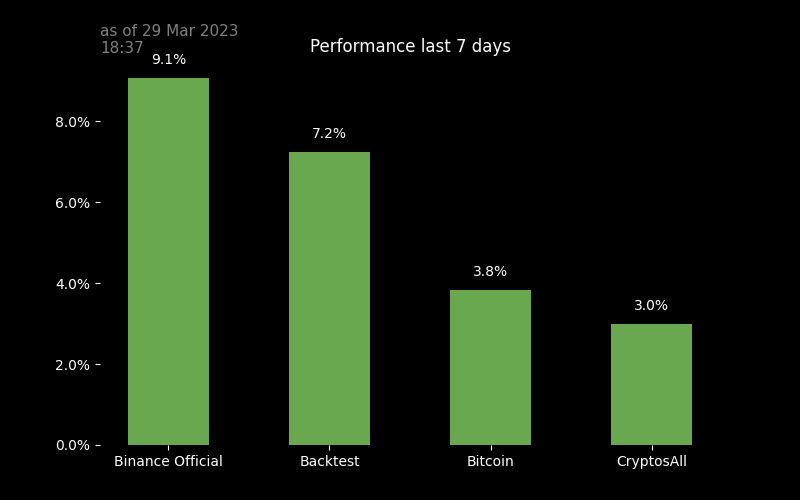 as of 29 Mar 2023
18:37
Performance last 7 days
9.1%
7.2%
3.8%
3.0%
8.0%
6.0%
4.0%
2.0%
0.0%
Binance Official
Backtest
Bitcoin
CryptosAll